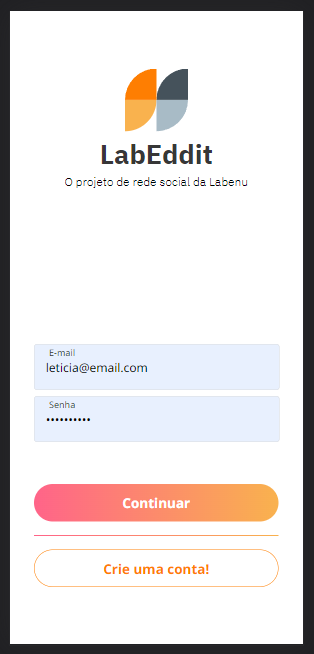 LabEddit
O projeto de rede social da Labenu
E-mail
leticia@email.com
Senha
••••••••••
Continuar
Crie uma conta!